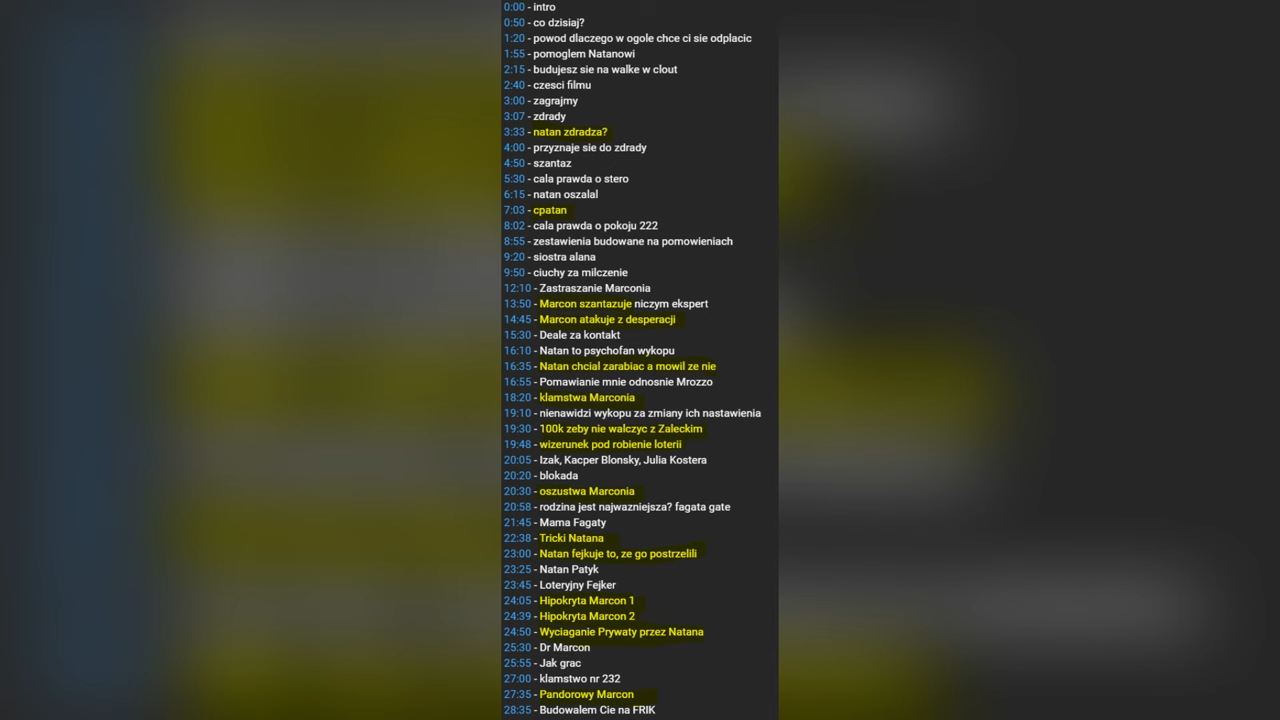 0:00 - intro
0:50 - co dzisiaj?
1:20 - powod dlaczego w ogole chce ci sie odplacic
1:55 - pomoglem Natanowi
2:15 - budujesz sie na walke w clout
2:40 - czesci filmu
3:00 - zagrajmy
3:07 - zdrady
3:33 - natan zdradza?
4:00 - przyznaje sie do zdrady
4:50 - szantaz
5:30 - cala prawda o stero
6:15 - natan oszalal
7:03 - cpatan
8:02 - cala prawda o pokoju 222
8:55 - zestawienia budowane na pomowieniach
9:20 - siostra alana
9:50 - ciuchy za milczenie
12:10 - Zastraszanie Marconia
13:50 - Marcon szantazuje niczym ekspert
14:45 - Marcon atakuje z desperacji
15:30 - Deale za kontakt
16:10 - Natan to psychofan wykopu
16:35 - Natan chcial zarabiac a mowil ze nie
16:55 - Pomawianie mnie odnosnie Mrozzo
18:20 - klamstwa Marconia
19:10 - nienawidzi wykopu za zmiany ich nastawienia
19:30 - 100k zeby nie walczyc z Zaleckim
19:48 - wizerunek pod robienie loterii
20:05 - Izak, Kacper Blonsky, Julia Kostera
20:20 - blokada
20:30 - oszustwa Marconia
20:58 - rodzina jest najwazniejsza? fagata gate
21:45 - Mama Fagaty
22:38 - Tricki Natana
23:00 - Natan fejkuje to, ze go postrzelili
23:25 - Natan Patyk
23:45 - Loteryjny Fejker
24:05 - Hipokryta Marcon 1
24:39 - Hipokryta Marcon 2
24:50 - Wyciaganie Prywaty przez Natana
25:30 - Dr Marcon
25:55 - Jak grac
27:00 - klamstwo nr 232
27:35 - Pandorowy Marcon
28:35 - Budowalem Cie na FRIK